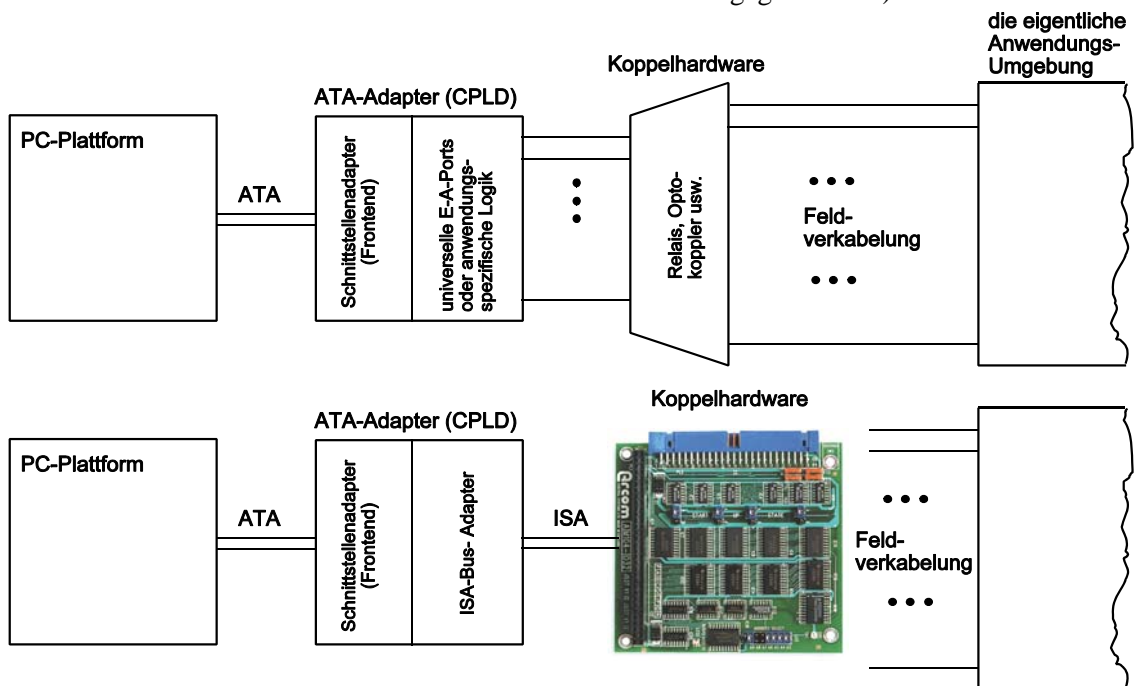 die eigentliche
Anwendungs-
Umgebung
Koppelhardware
ATA-Adapter (CPLD)
PC-Plattform
ATA
Schnittstellenadapter
(Frontend)
universelle E-A-Ports
oder anwendungs-
spezifische Logik
Relais, Opto-
koppler usw.
Feld-
verkabelung
Koppelhardware
ATA-Adapter (CPLD)
PC-Plattform
ATA
Schnittstellenadapter
(Frontend)
ISA-Bus- Adapter
ISA
Arcom
Feld-
verkabelung